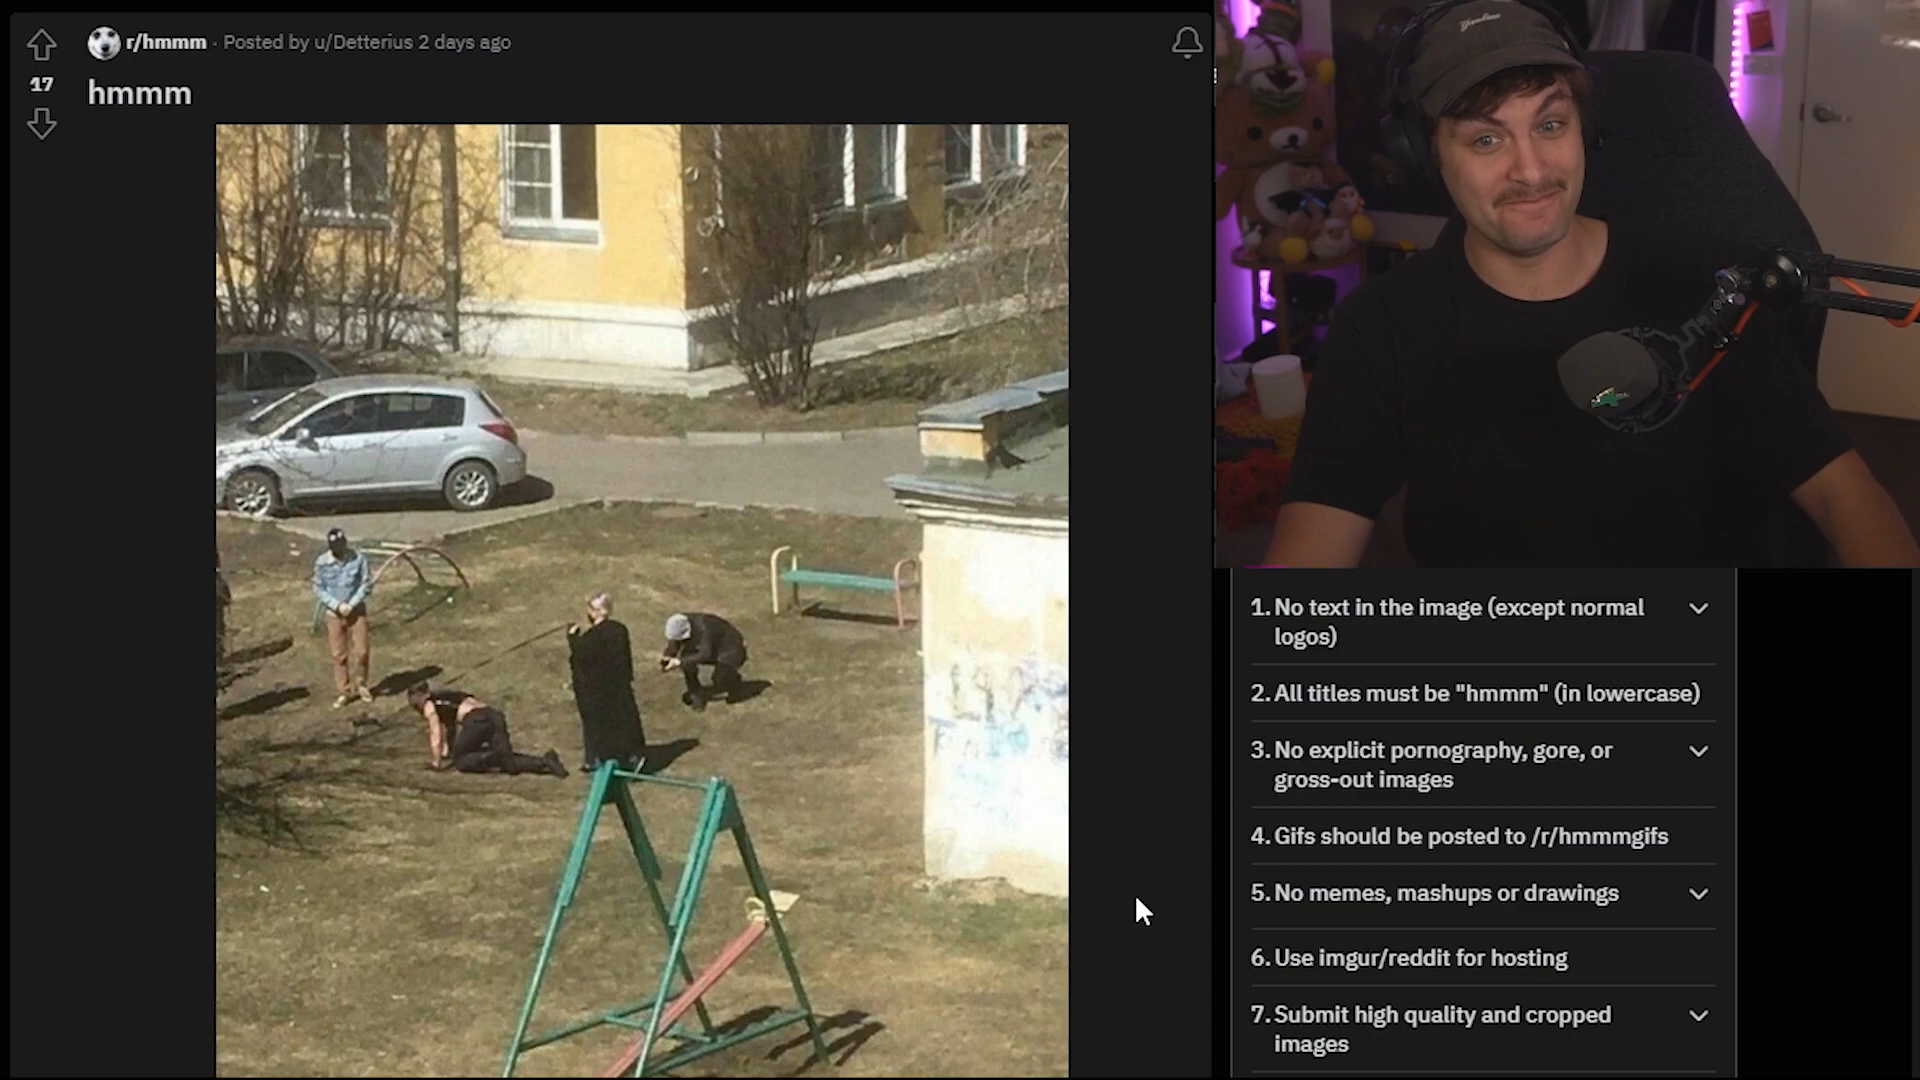 r/hmmm · Posted by u/Detterius 2 days ago
17
hmmm
1. No text in the image (except normal
logos)
2. All titles must be "hmmm" (in lowercase)
3. No explicit pornography, gore, or
gross-out images
4. Gifs should be posted to /r/hmmmgifs
5. No memes, mashups or drawings
6. Use imgur/reddit for hosting
7. Submit high quality and cropped
images